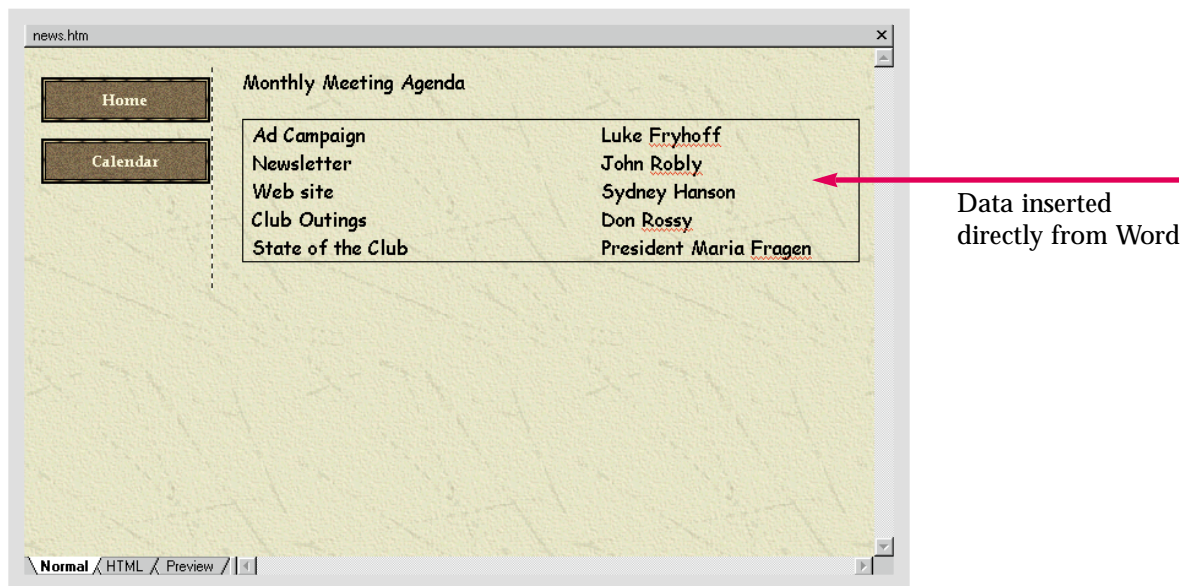 news.htm
Home
Calendar
Monthly Meeting Agenda
Ad Campaign Luke Fryhoff
Newsletter John Robly
Web site Sydney Hanson
Club Outings Don Rossy
State of the Club President Maria Fragen
Data inserted
directly from Word
Normal HTML Preview